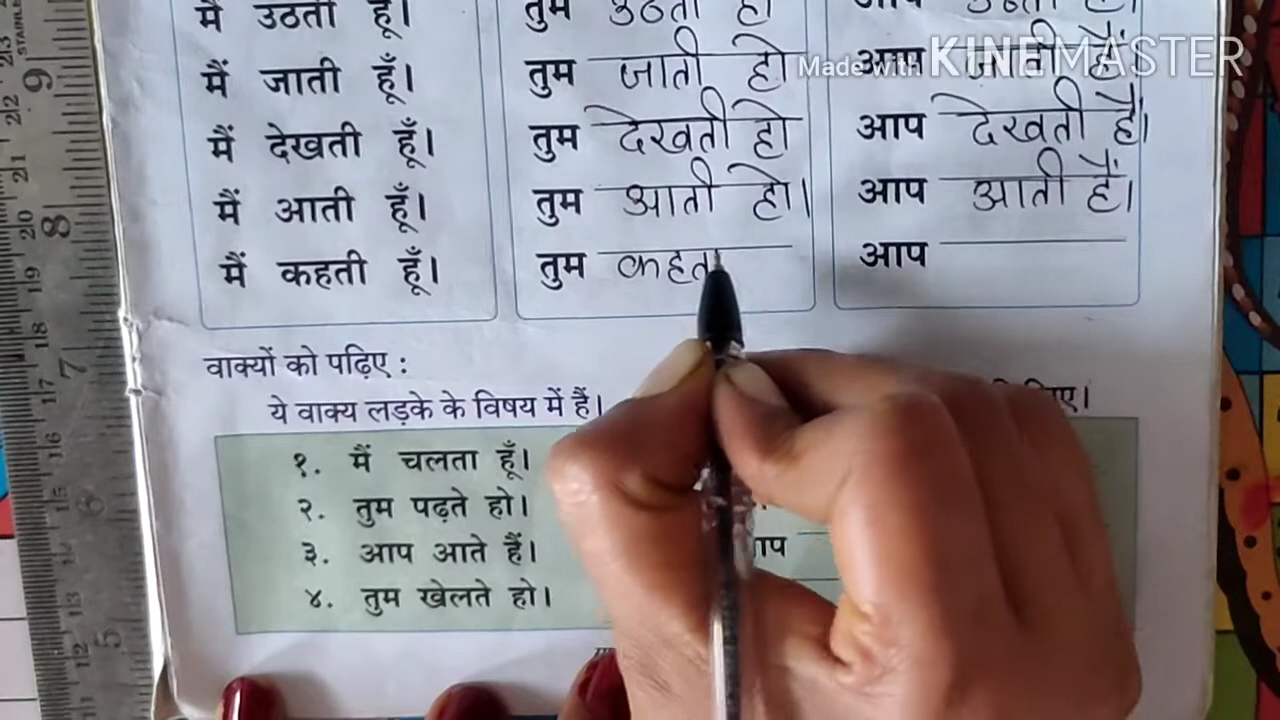 मैं उठती हूँ। तुम उठती हो आप उठती हैं।
मैं जाती हूँ। तुम जाती हो आप जाती हैं
Made with KINEMASTER
मैं देखती हूँ। तुम देखती हो आप देखती हैं।
मैं आती हूँ। तुम आती हो। आप आती हैं।
मैं कहती हूँ। तुम कहत आप
वाक्यों को पढ़िए :
ये वाक्य लड़के के विषय में हैं।
१. मैं चलता हूँ।
२. तुम पढ़ते हो।
३. आप आते हैं।
४. तुम खेलते हो।